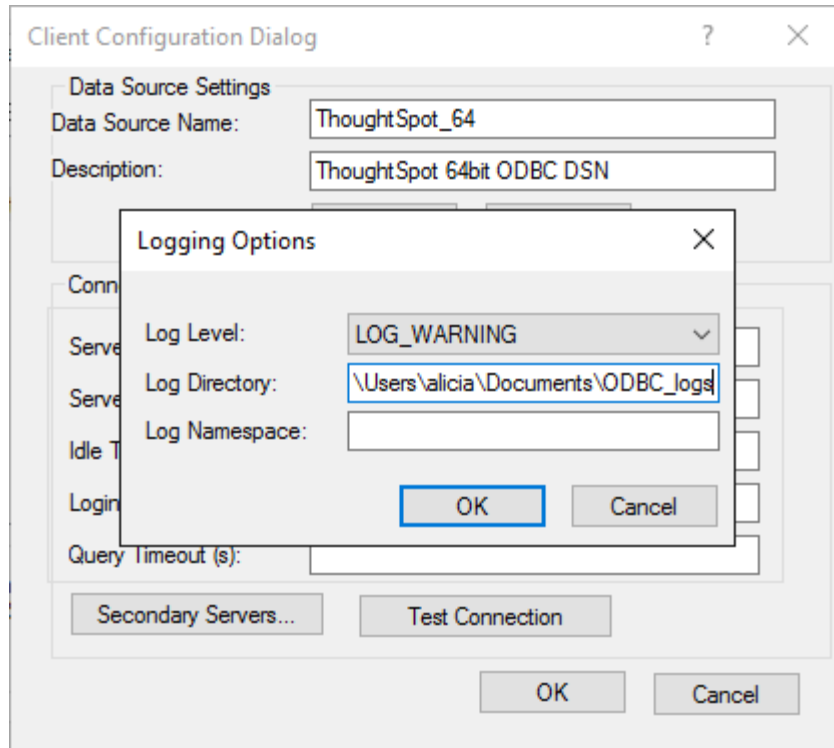 Client Configuration Dialog ?
Data Source Settings
Data Source Name: ThoughtSpot_64
Description: ThoughtSpot 64bit ODBC DSN
Logging Options
Log Level: LOG_WARNING
Log Directory: \Users\alicia\Documents\ODBC_logs
Log Namespace:
OK Cancel
Conn
Serve
Serve
Idle T
Login
Query Timeout (s):
Secondary Servers... Test Connection
OK Cancel